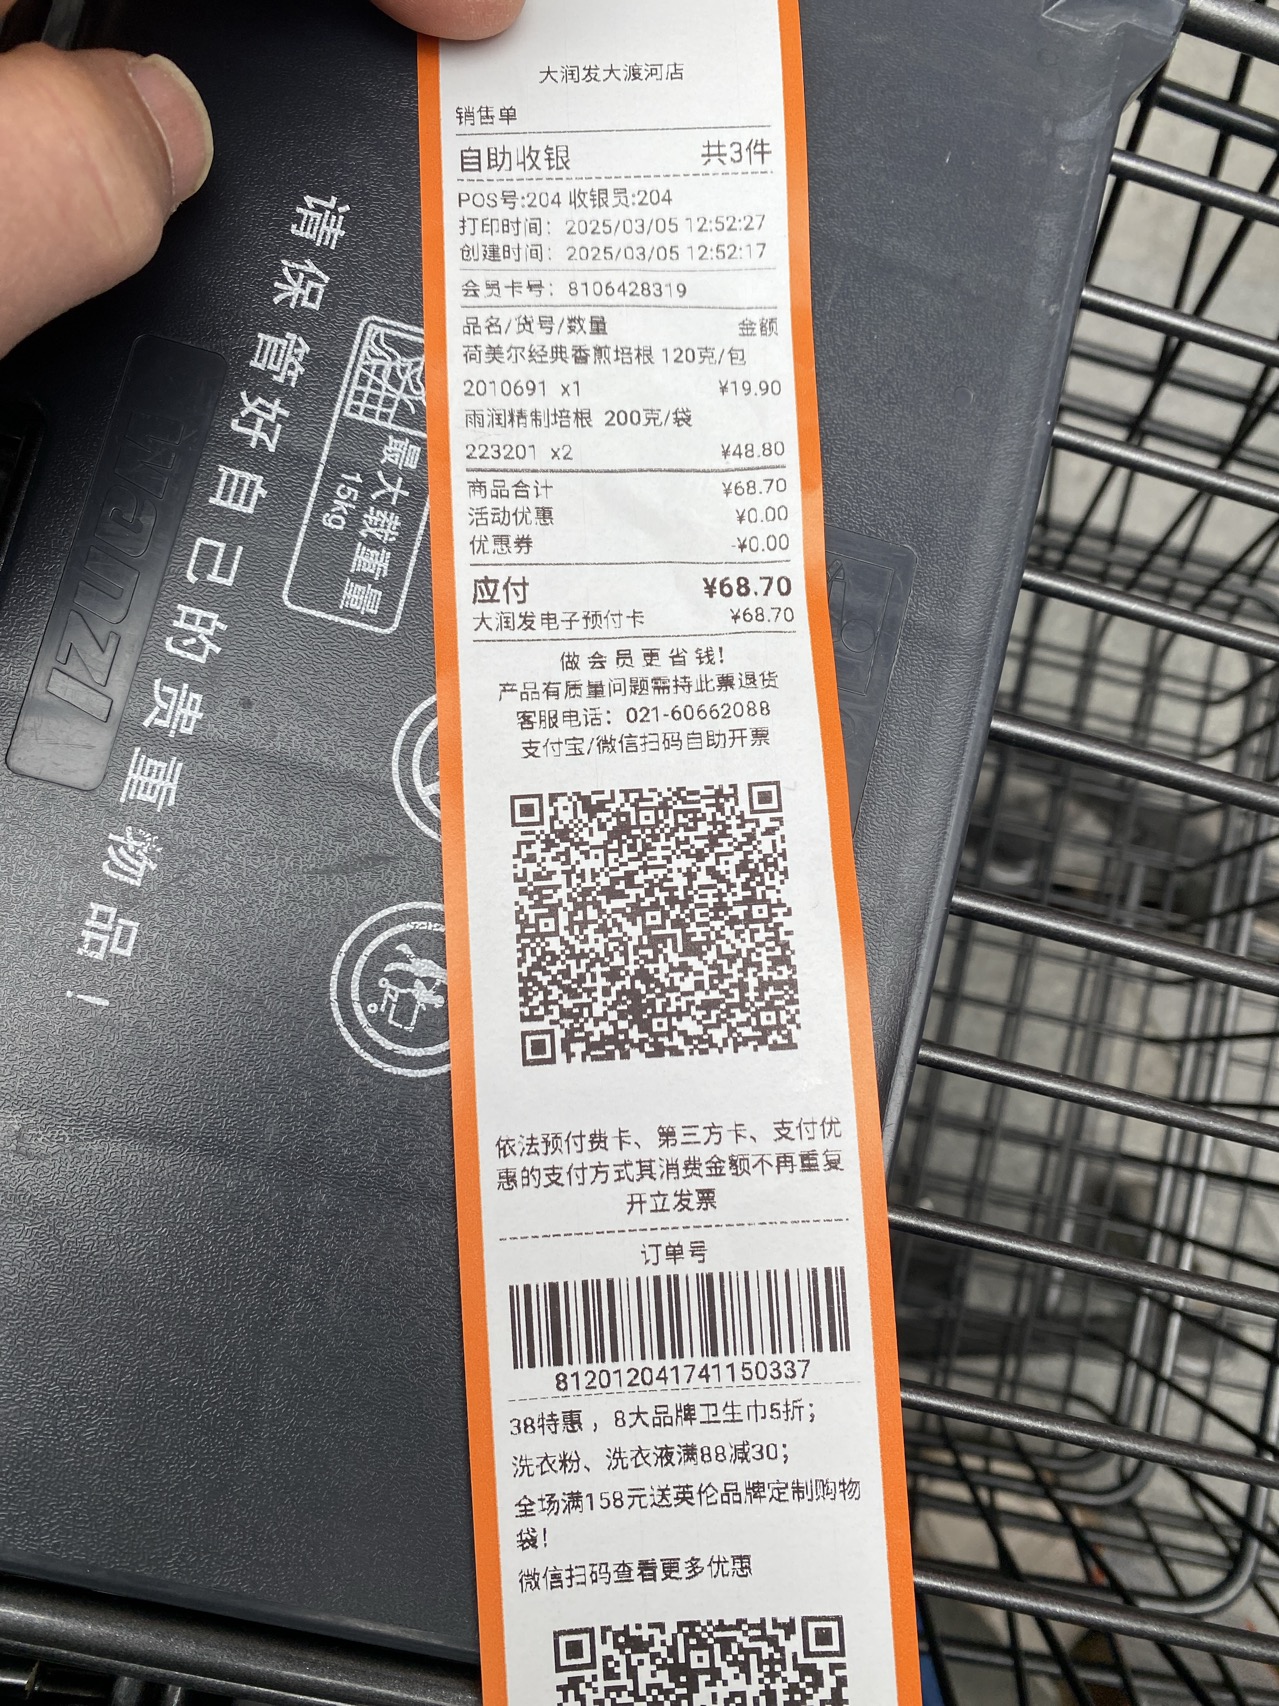 大润发大渡河店
销售单
自助收银 共3件
POS号:204 收银员:204
打印时间： 2025/03/05 12:52:27
创建时间： 2025/03/05 12:52:17
会员卡号： 8106428319
品名/货号/数量 金额
荷美尔经典香煎培根 120克/包
2010691 x1 ¥19.90
雨润精制培根 200克/袋
223201 x2 ¥48.80
商品合计 ¥68.70
活动优惠 ¥0.00
优惠券 -¥0.00
应付 ¥68.70
大润发电子预付卡 ¥68.70
做会员更省钱!
产品有质量问题需持此票退货
客服电话： 021-60662088
支付宝/微信扫码自助开票
依法预付费卡、第三方卡、支付优
惠的支付方式其消费金额不再重复
开立发票
订单号
812012041741150337
38特惠，8大品牌卫生巾5折；
洗衣粉、洗衣液满88减30；
全场满158元送英伦品牌定制购物
袋!
微信扫码查看更多优惠
请保管好自己的贵重物品！
最大载重量
15kg
Wanzl